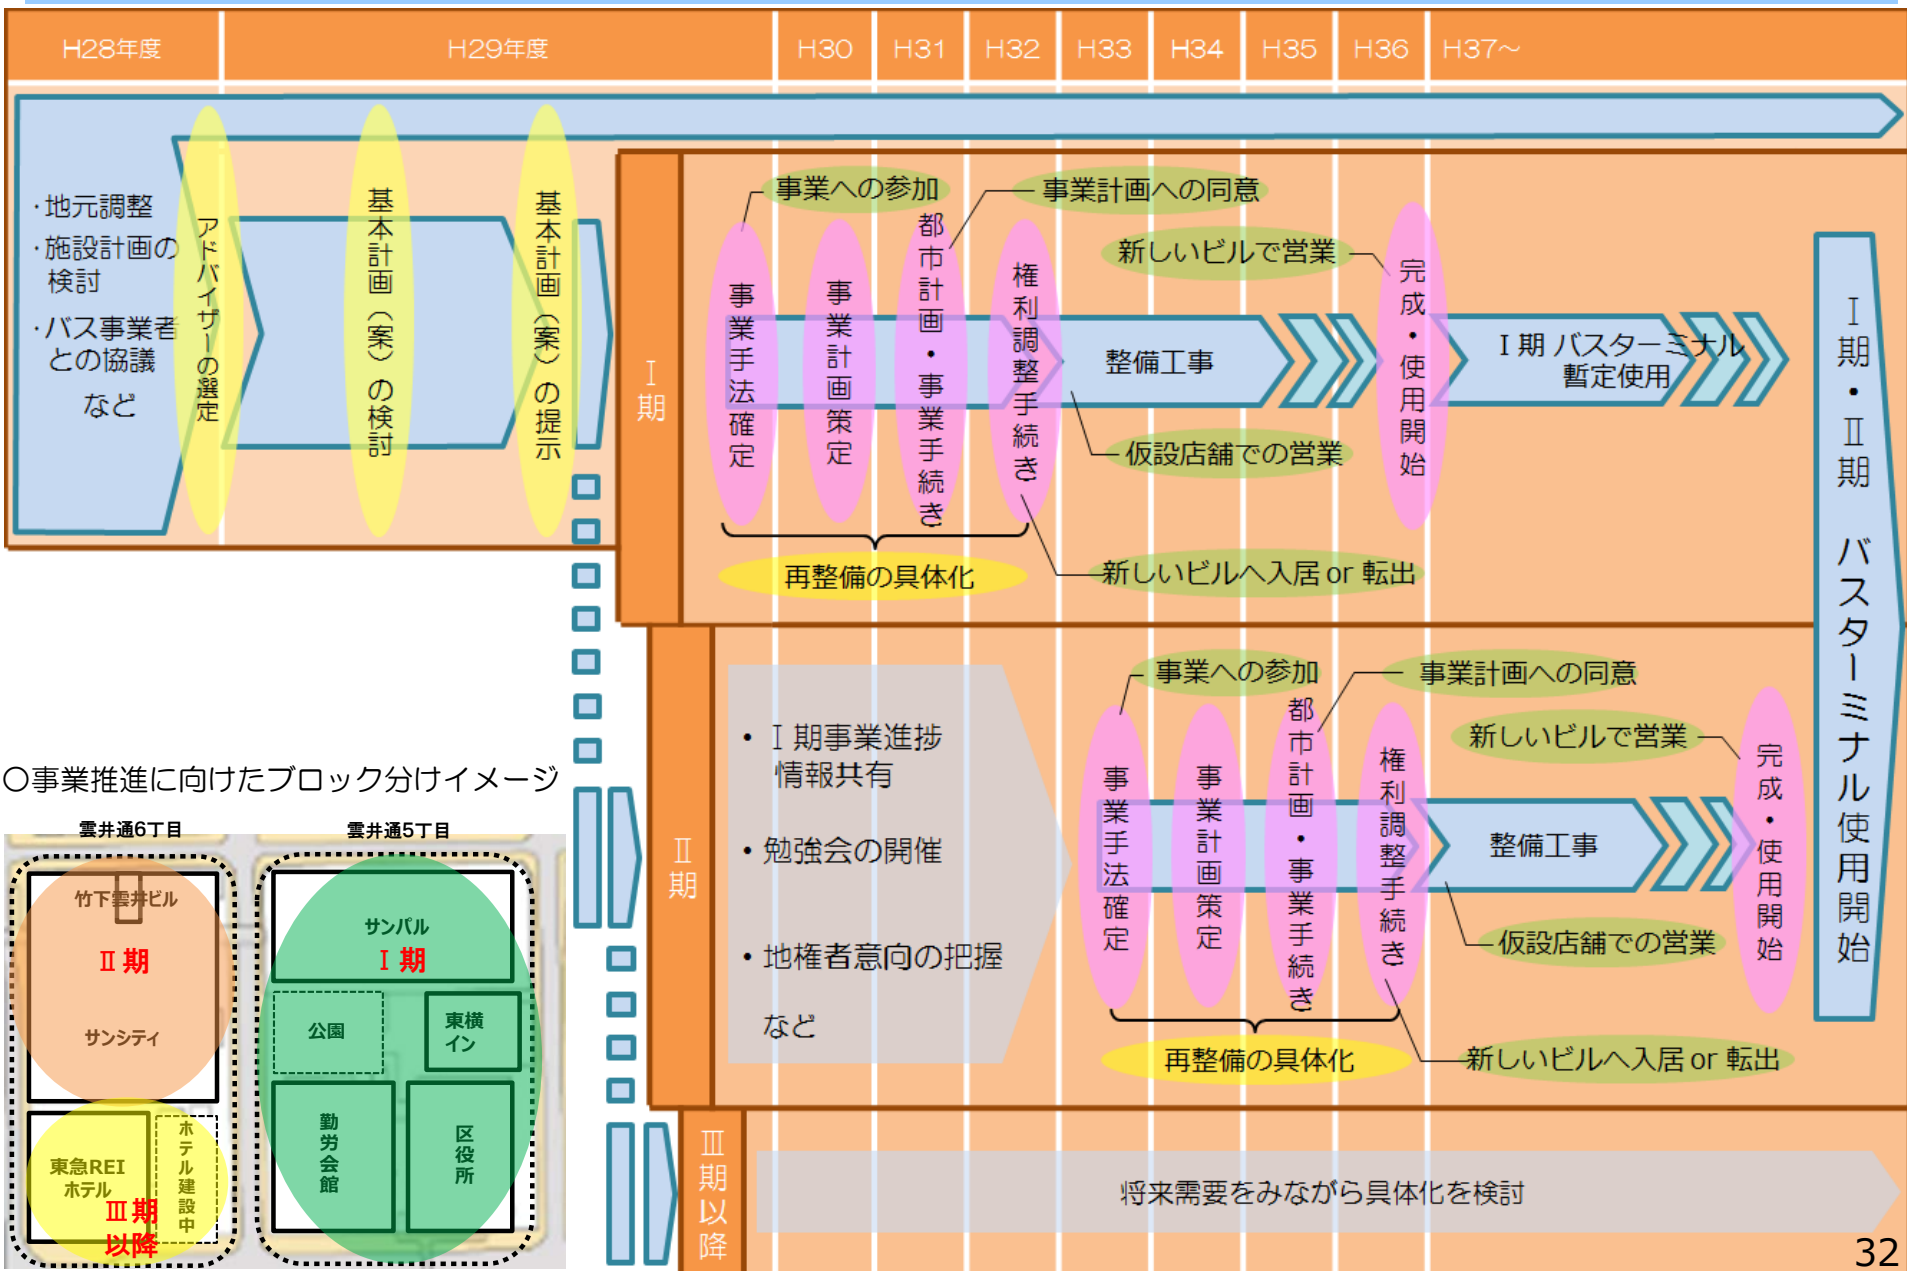 H28年度
H29年度
H30
H31
H32
H33
H34
H35
H36
H37～
・地元調整
・施設計画の
検討
・バス事業者
との協議
など
アドバイザーの選定
基本計画（案）の検討
基本計画（案）の提示
Ⅰ期
事業への参加
事業計画への同意
新しいビルで営業
事業手法確定
事業計画策定
都市計画・事業手続き
権利調整手続き
整備工事
完成・使用開始
Ⅰ期 バスターミナル
暫定使用
仮設店舗での営業
再整備の具体化
新しいビルへ入居 or 転出
Ⅰ期・Ⅱ期 バスターミナル使用開始
Ⅱ期
・Ⅰ期事業進捗
情報共有
・勉強会の開催
・地権者意向の把握
など
事業への参加
事業計画への同意
新しいビルで営業
事業手法確定
事業計画策定
都市計画・事業手続き
権利調整手続き
整備工事
完成・使用開始
仮設店舗での営業
再整備の具体化
新しいビルへ入居 or 転出
Ⅲ期以降
将来需要をみながら具体化を検討
〇事業推進に向けたブロック分けイメージ
雲井通6丁目
雲井通5丁目
竹下雲井ビル
Ⅱ期
サンシティ
東急REI
ホテル
ホテル建設中
Ⅲ期
以降
サンパル
Ⅰ期
公園
東横
イン
勤労会館
区役所
32